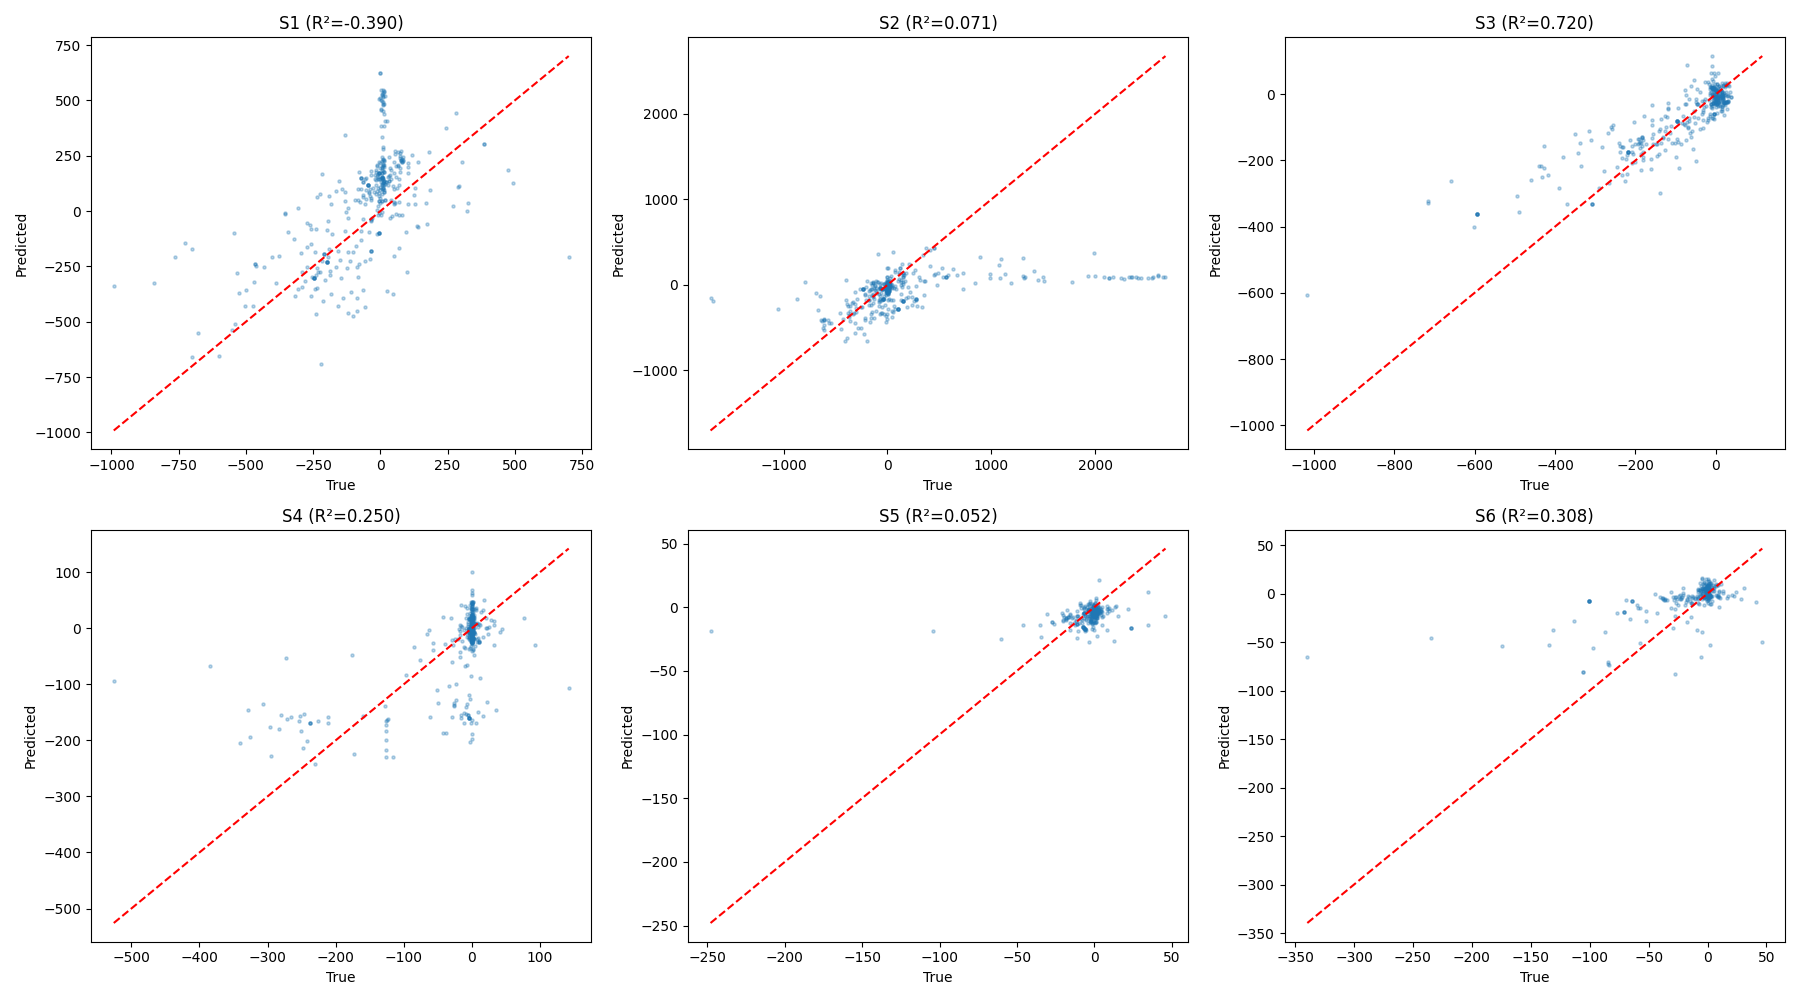 S1 (R²=-0.390)
750
500
250
0
−250
−500
−750
−1000
Predicted
−1000 −750 −500 −250 0 250 500 750
True
S2 (R²=0.071)
2000
1000
0
−1000
Predicted
−1000 0 1000 2000
True
S3 (R²=0.720)
0
−200
−400
−600
−800
−1000
Predicted
−1000 −800 −600 −400 −200 0
True
S4 (R²=0.250)
100
0
−100
−200
−300
−400
−500
Predicted
−500 −400 −300 −200 −100 0 100
True
S5 (R²=0.052)
50
0
−50
−100
−150
−200
−250
Predicted
−250 −200 −150 −100 −50 0 50
True
S6 (R²=0.308)
50
0
−50
−100
−150
−200
−250
−300
−350
Predicted
−350 −300 −250 −200 −150 −100 −50 0 50
True